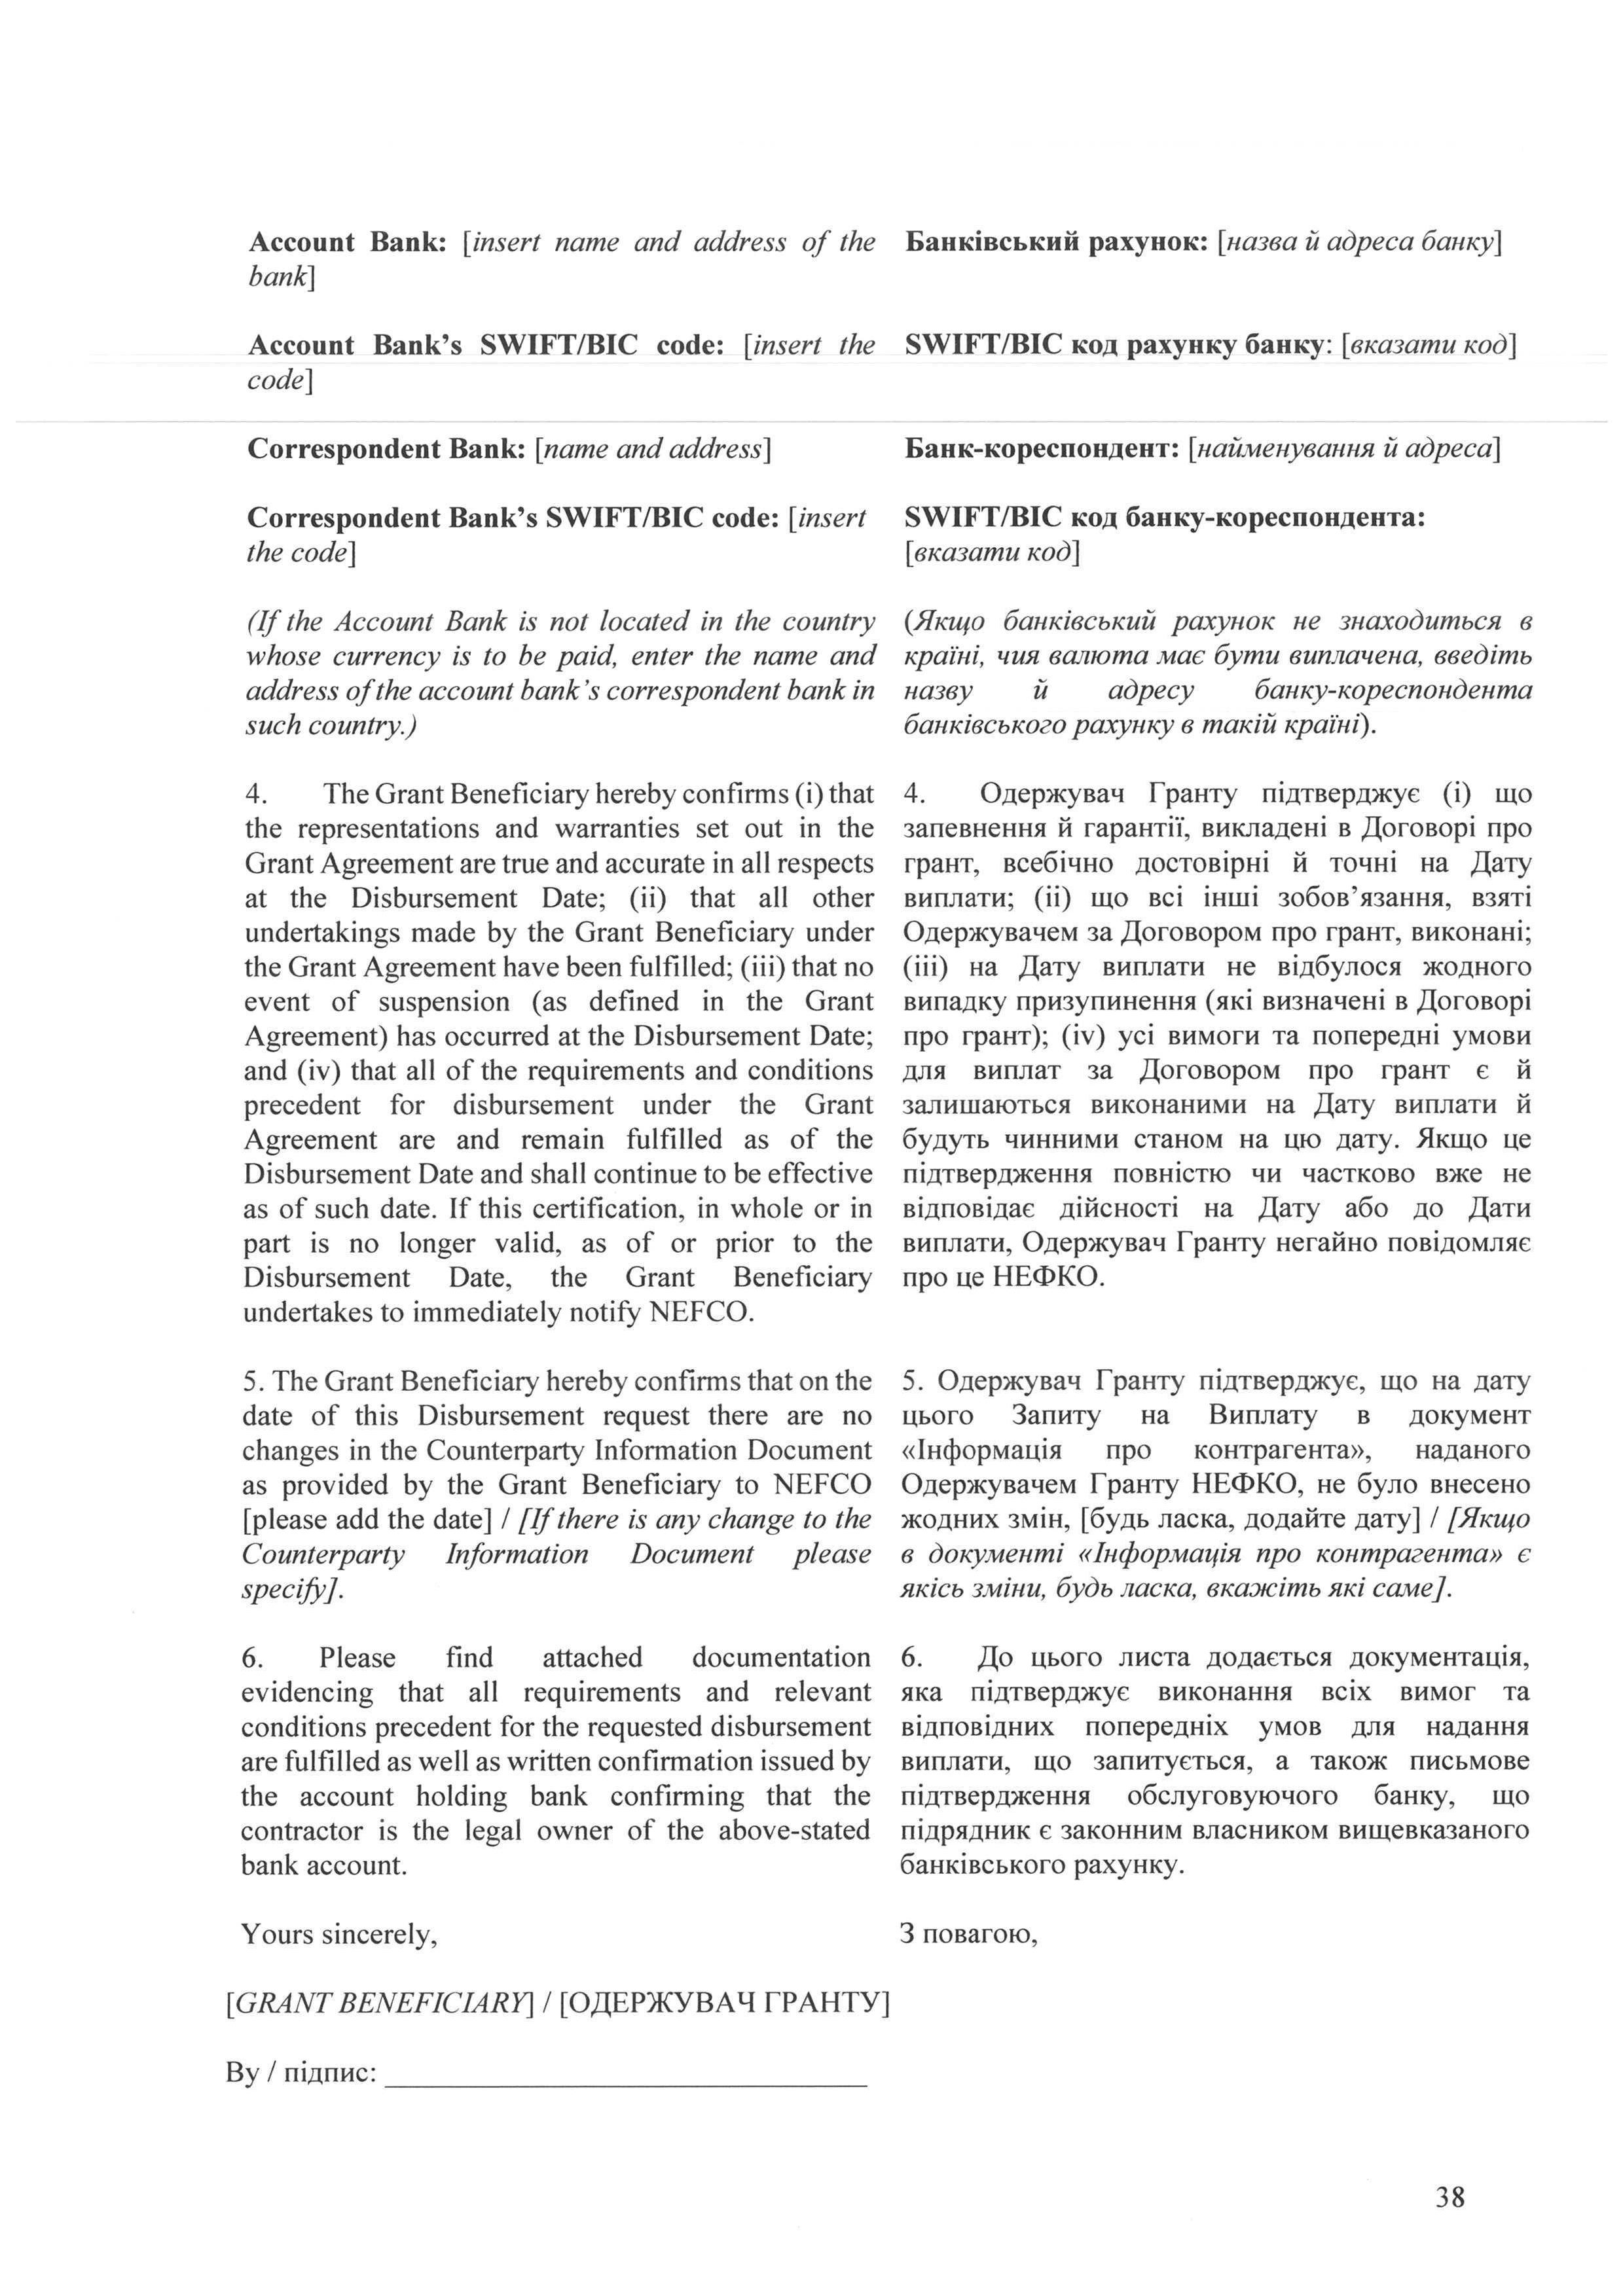 Account Bank: [insert name and address of the
bank]
Account Bank’s SWIFT/BIC code: [insert the
code]
Correspondent Bank: [name and address]
Correspondent Bank’s SWIFT/BIC code: [insert
the code]
(If the Account Bank is not located in the country
whose currency is to be paid, enter the name and
address of the account bank’s correspondent bank in
such country.)
4. The Grant Beneficiary hereby confirms (i) that
the representations and warranties set out in the
Grant Agreement are true and accurate in all respects
at the Disbursement Date; (ii) that all other
undertakings made by the Grant Beneficiary under
the Grant Agreement have been fulfilled; (iii) that no
event of suspension (as defined in the Grant
Agreement) has occurred at the Disbursement Date;
and (iv) that all of the requirements and conditions
precedent for disbursement under the Grant
Agreement are and remain fulfilled as of the
Disbursement Date and shall continue to be effective
as of such date. If this certification, in whole or in
part is no longer valid, as of or prior to the
Disbursement Date, the Grant Beneficiary
undertakes to immediately notify NEFCO.
5. The Grant Beneficiary hereby confirms that on the
date of this Disbursement request there are no
changes in the Counterparty Information Document
as provided by the Grant Beneficiary to NEFCO
[please add the date] / [If there is any change to the
Counterparty Information Document please
specify].
6. Please find attached documentation
evidencing that all requirements and relevant
conditions precedent for the requested disbursement
are fulfilled as well as written confirmation issued by
the account holding bank confirming that the
contractor is the legal owner of the above-stated
bank account.
Yours sincerely,
Банківський рахунок: [назва й адреса банку]
SWIFT/BIC код рахунку банку: [вказати код]
Банк-кореспондент: [найменування й адреса]
SWIFT/BIC код банку-кореспондента:
[вказати код]
(Якщо банківський рахунок не знаходиться в
країні, чия валюта має бути виплачена, введіть
назву й адресу банку-кореспондента
банківського рахунку в такій країні).
4. Одержувач Гранту підтверджує (i) що
запевнення й гарантії, викладені в Договорі про
грант, всебічно достовірні й точні на Дату
виплати; (ii) що всі інші зобов’язання, взяті
Одержувачем за Договором про грант, виконані;
(iii) на Дату виплати не відбулося жодного
випадку призупинення (які визначені в Договорі
про грант); (iv) усі вимоги та попередні умови
для виплат за Договором про грант є й
залишаються виконаними на Дату виплати й
будуть чинними станом на цю дату. Якщо це
підтвердження повністю чи частково вже не
відповідає дійсності на Дату або до Дати
виплати, Одержувач Гранту негайно повідомляє
про це НЕФКО.
5. Одержувач Гранту підтверджує, що на дату
цього Запиту на Виплату в документ
«Інформація про контрагента», наданого
Одержувачем Гранту НЕФКО, не було внесено
жодних змін, [будь ласка, додайте дату] / [Якщо
в документі «Інформація про контрагента» є
якісь зміни, будь ласка, вкажіть які саме].
6. До цього листа додається документація,
яка підтверджує виконання всіх вимог та
відповідних попередніх умов для надання
виплати, що запитується, а також письмове
підтвердження обслуговуючого банку, що
підрядник є законним власником вищевказаного
банківського рахунку.
З повагою,
[GRANT BENEFICIARY] / [ОДЕРЖУВАЧ ГРАНТУ]
By / підпис:
38